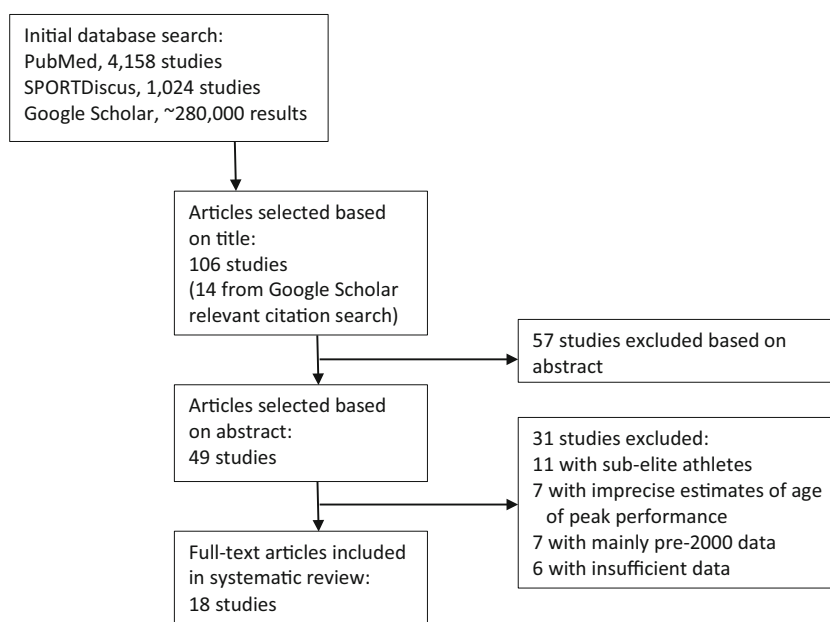 Initial database search:
PubMed, 4,158 studies
SPORTDiscus, 1,024 studies
Google Scholar, ~280,000 results
Articles selected based
on title:
106 studies
(14 from Google Scholar
relevant citation search)
57 studies excluded based on
abstract
Articles selected based
on abstract:
49 studies
31 studies excluded:
11 with sub-elite athletes
7 with imprecise estimates of age
of peak performance
7 with mainly pre-2000 data
6 with insufficient data
Full-text articles included
in systematic review:
18 studies